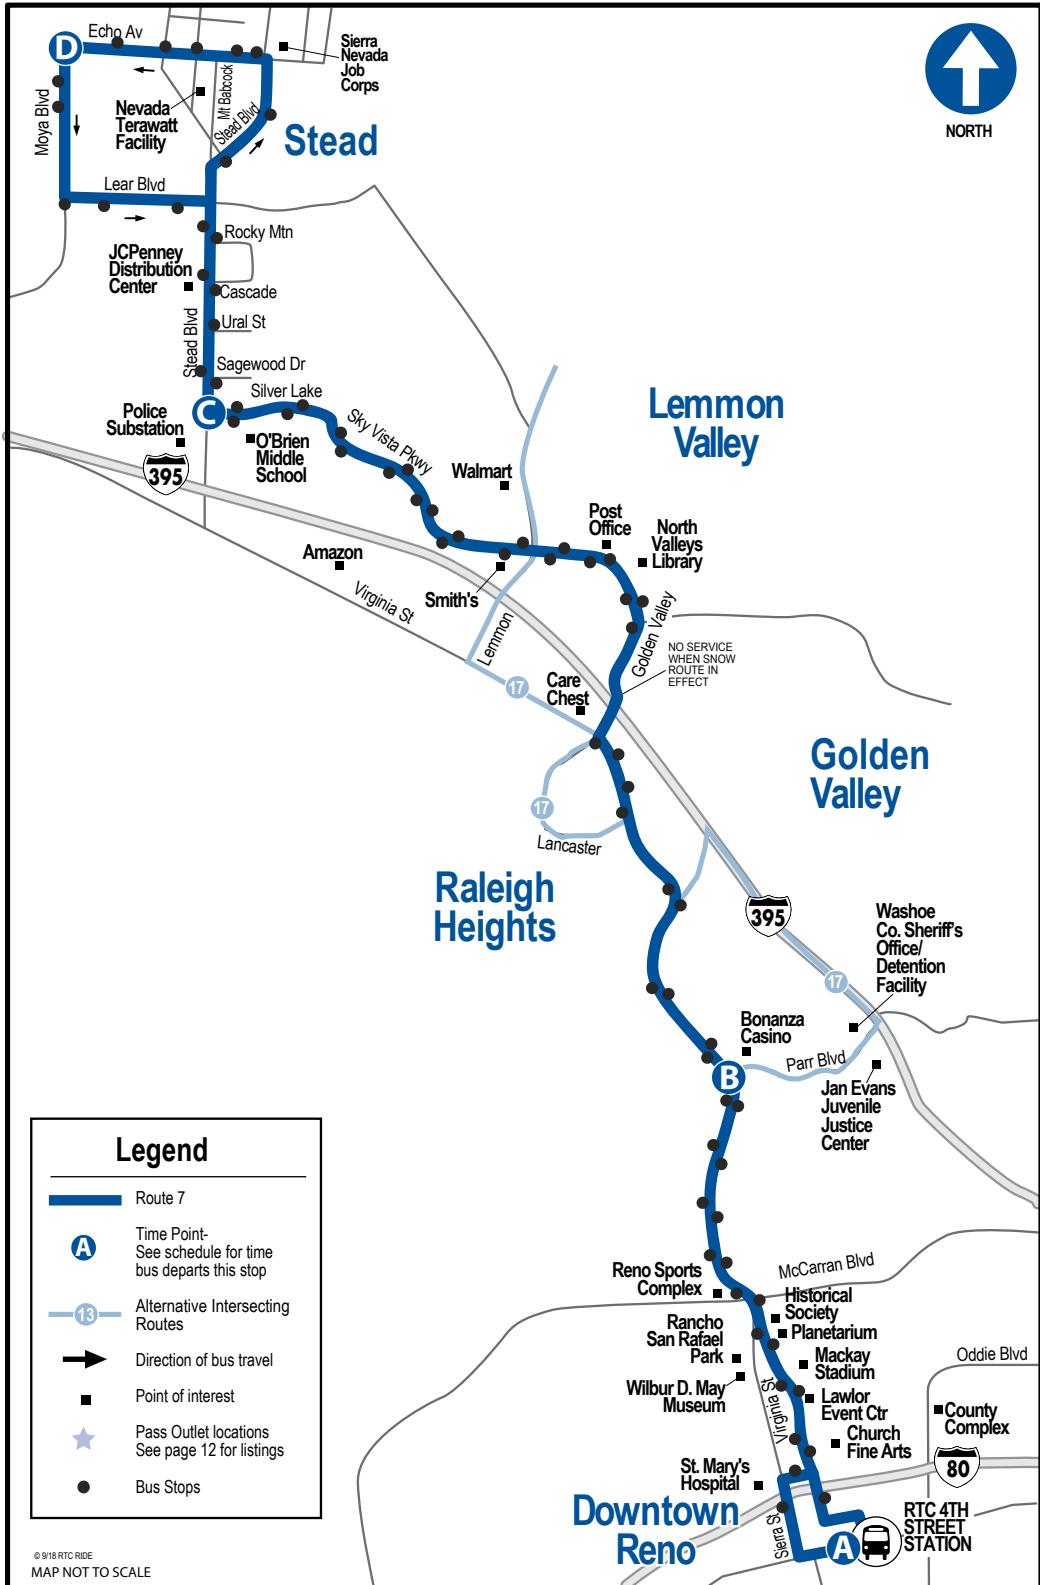 D
Echo Av
Sierra
Nevada
Job
Corps
NORTH
Moya Blvd
Nevada
Terawatt
Facility
Mt Babcock
Stead Blvd
Stead
Lear Blvd
Rocky Mtn
JCPenney
Distribution
Center
Cascade
Ural St
Stead Blvd
Sagewood Dr
Silver Lake
C
Police
Substation
O'Brien
Middle
School
395
Sky Vista Pkwy
Lemmon
Valley
Walmart
Post
Office
North
Valleys
Library
Amazon
Virginia St
Smith's
Lemmon
Golden Valley
NO SERVICE
WHEN SNOW
ROUTE IN
EFFECT
17
Care
Chest
Golden
Valley
17
Lancaster
Raleigh
Heights
395
Washoe
Co. Sheriff's
Office/
Detention
Facility
17
Bonanza
Casino
B
Parr Blvd
Jan Evans
Juvenile
Justice
Center
McCarran Blvd
Reno Sports
Complex
Historical
Society
Rancho
San Rafael
Park
Planetarium
Mackay
Stadium
Oddie Blvd
Wilbur D. May
Museum
Virginia St
Lawlor
Event Ctr
County
Complex
Church
Fine Arts
St. Mary's
Hospital
80
Downtown
Reno
Sierra St
A
RTC 4TH
STREET
STATION
Legend
Route 7
A
Time Point-
See schedule for time
bus departs this stop
13
Alternative Intersecting
Routes
Direction of bus travel
Point of interest
Pass Outlet locations
See page 12 for listings
Bus Stops
© 9/18 RTC RIDE
MAP NOT TO SCALE